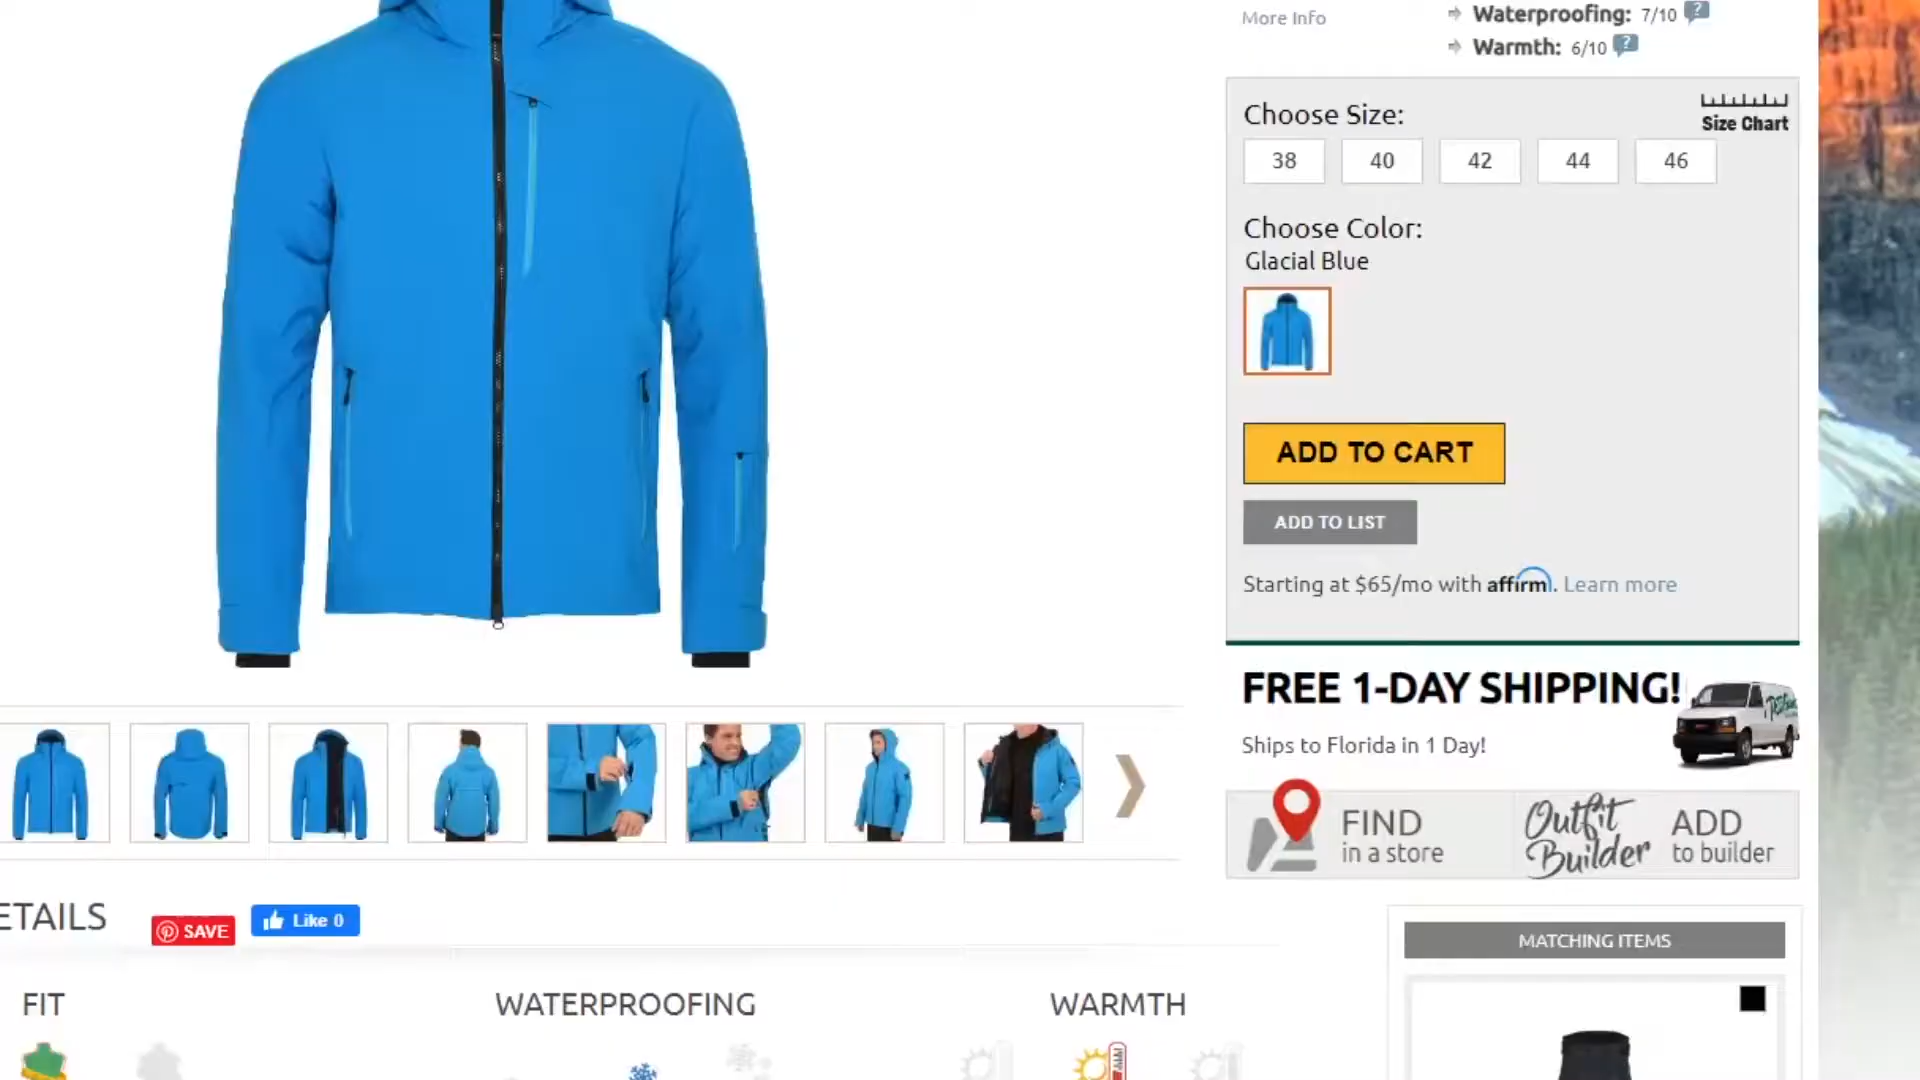 More Info
Waterproofing: 7/10 ?
Warmth: 6/10 ?
Choose Size:
Size Chart
38 40 42 44 46
Choose Color:
Glacial Blue
ADD TO CART
ADD TO LIST
Starting at $65/mo with affirm. Learn more
FREE 1-DAY SHIPPING!
Ships to Florida in 1 Day!
FIND
in a store
Outfit
Builder
ADD
to builder
ETAILS
SAVE
Like 0
MATCHING ITEMS
FIT
WATERPROOFING
WARMTH